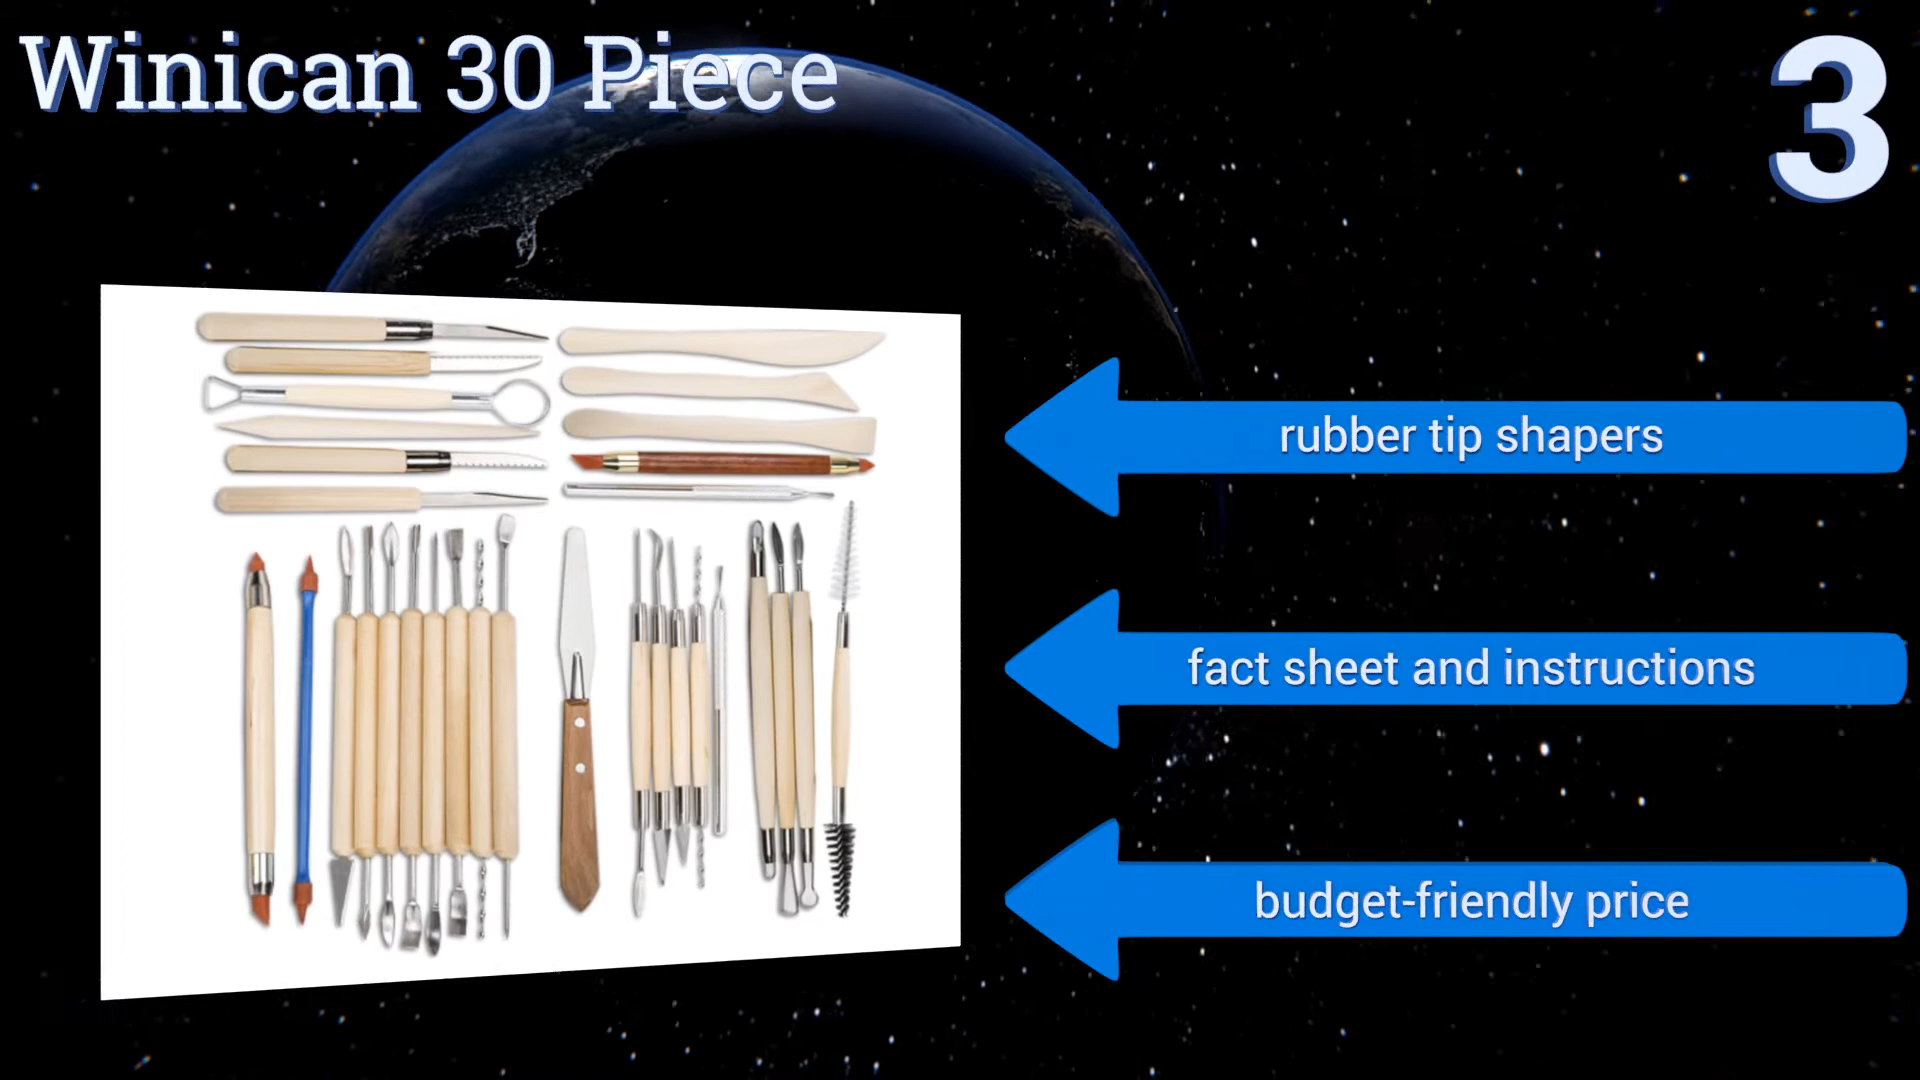 Winican 30 Piece
3
rubber tip shapers
fact sheet and instructions
budget-friendly price